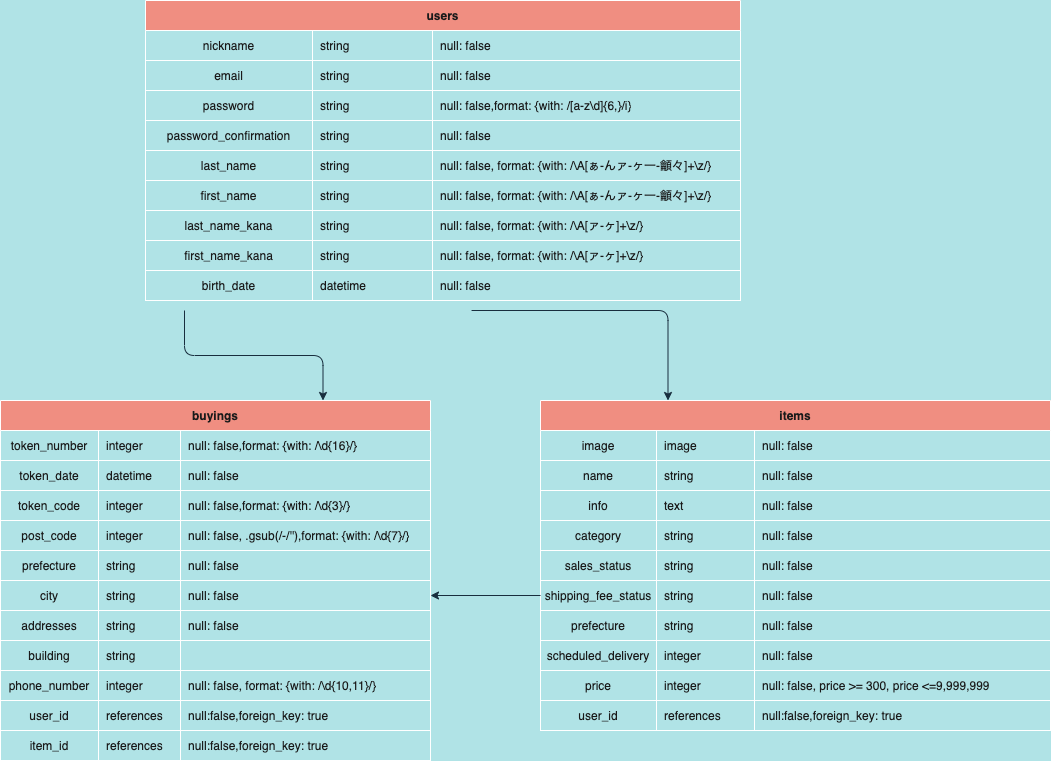 users
nickname string null: false
email string null: false
password string null: false,format: {with: /[a-z\d]{6,}/i}
password_confirmation string null: false
last_name string null: false, format: {with: /\A[ぁ-んァ-ヶ一-龥々]+\z/}
first_name string null: false, format: {with: /\A[ぁ-んァ-ヶ一-龥々]+\z/}
last_name_kana string null: false, format: {with: /\A[ァ-ヶ]+\z/}
first_name_kana string null: false, format: {with: /\A[ァ-ヶ]+\z/}
birth_date datetime null: false
buyings
token_number integer null: false,format: {with: /\d{16}/}
token_date datetime null: false
token_code integer null: false,format: {with: /\d{3}/}
post_code integer null: false, .gsub(/-/''),format: {with: /\d{7}/}
prefecture string null: false
city string null: false
addresses string null: false
building string
phone_number integer null: false, format: {with: /\d{10,11}/}
user_id references null:false,foreign_key: true
item_id references null:false,foreign_key: true
items
image image null: false
name string null: false
info text null: false
category string null: false
sales_status string null: false
shipping_fee_status string null: false
prefecture string null: false
scheduled_delivery integer null: false
price integer null: false, price >= 300, price <=9,999,999
user_id references null:false,foreign_key: true